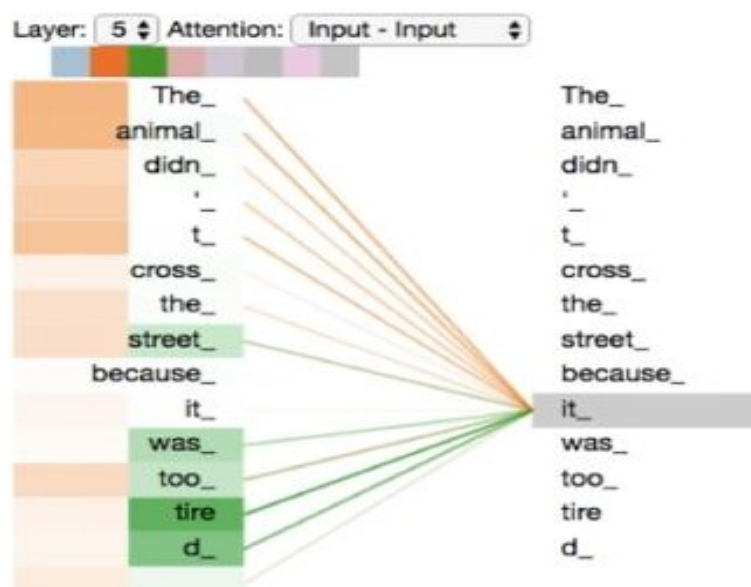 Layer: 5 Attention: Input - Input
The_ The_
animal_ animal_
didn_ didn_
'_ '_
t_ t_
cross_ cross_
the_ the_
street_ street_
because_ because_
it_ it_
was_ was_
too_ too_
tire tire
d_ d_